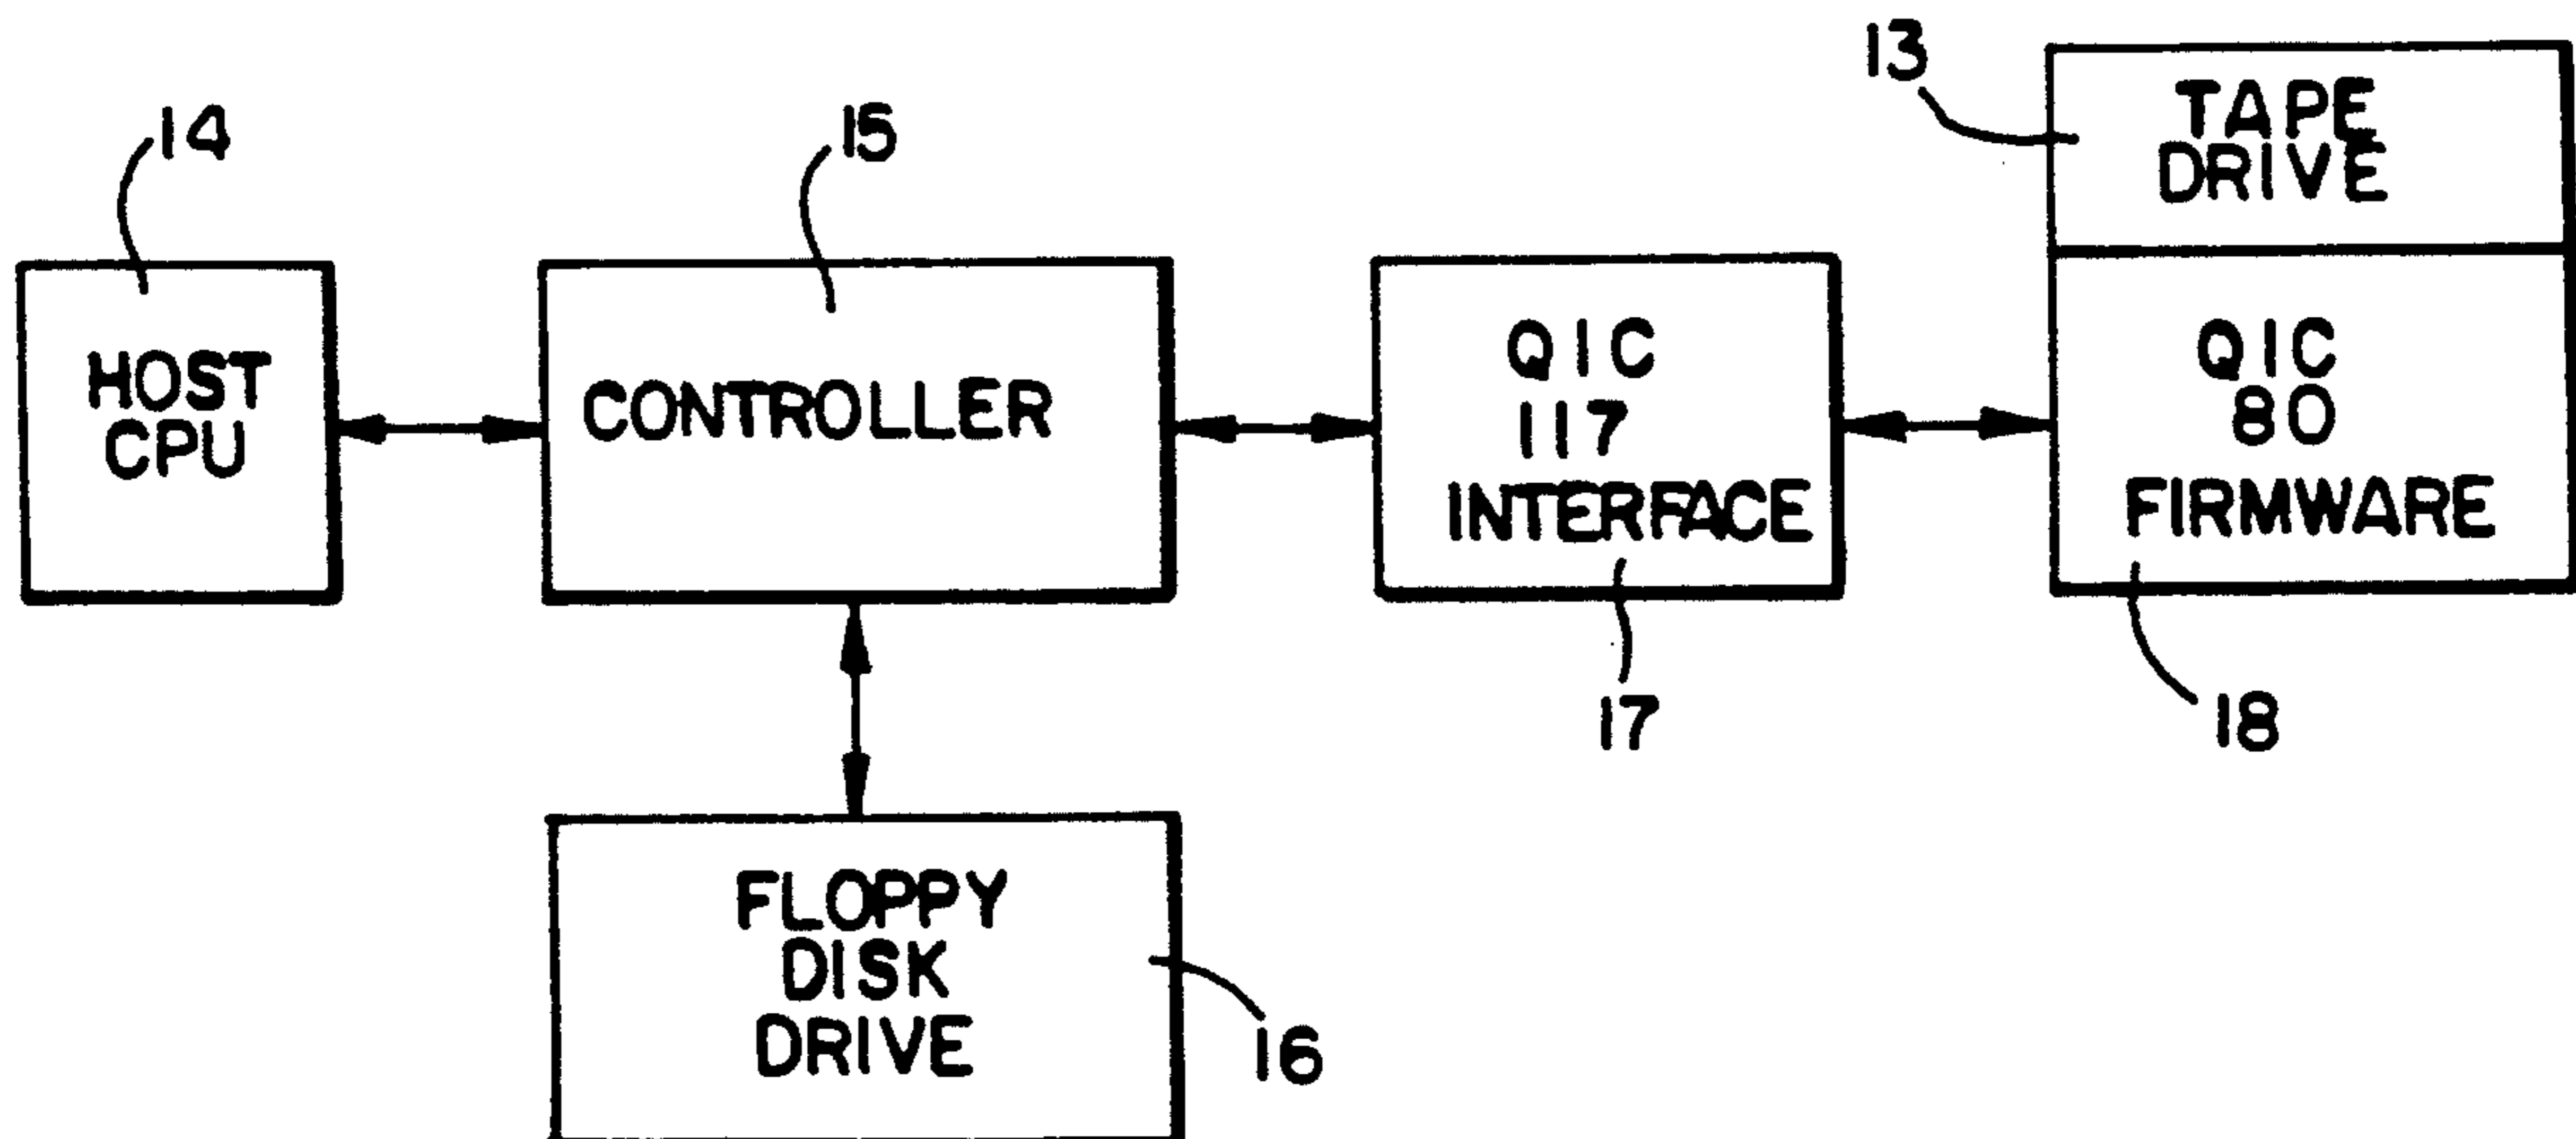 13
TAPE
DRIVE
14
15
HOST
CPU
CONTROLLER
QIC
117
INTERFACE
QIC
80
FIRMWARE
17
18
FLOPPY
DISK
DRIVE
16